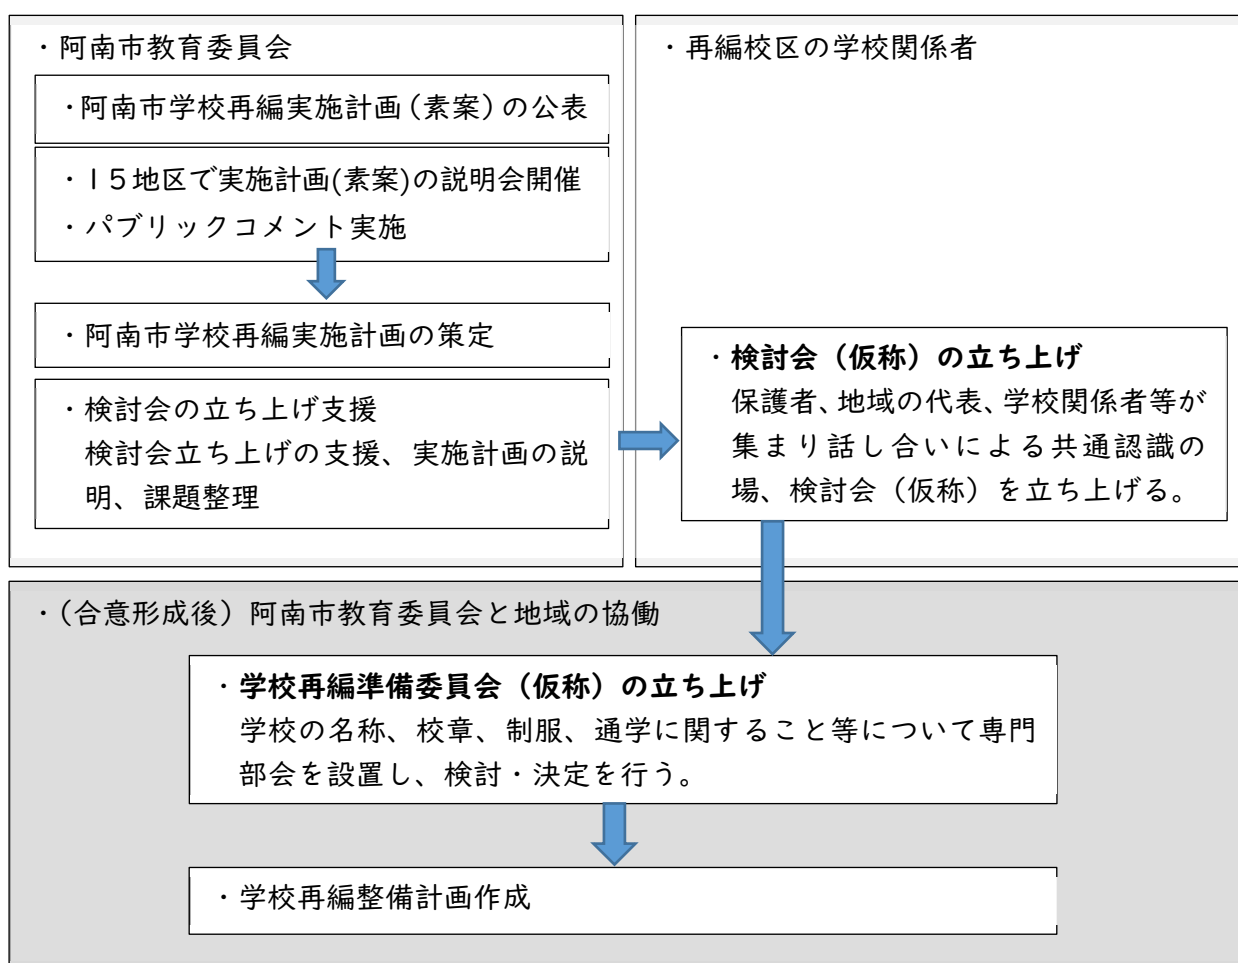 ・阿南市教育委員会
・阿南市学校再編実施計画(素案)の公表
・15地区で実施計画(素案)の説明会開催
・パブリックコメント実施
・阿南市学校再編実施計画の策定
・検討会の立ち上げ支援
検討会立ち上げの支援、実施計画の説
明、課題整理
・再編校区の学校関係者
・検討会（仮称）の立ち上げ
保護者、地域の代表、学校関係者等が
集まり話し合いによる共通認識の
場、検討会（仮称）を立ち上げる。
・（合意形成後）阿南市教育委員会と地域の協働
・学校再編準備委員会（仮称）の立ち上げ
学校の名称、校章、制服、通学に関すること等について専門
部会を設置し、検討・決定を行う。
・学校再編整備計画作成